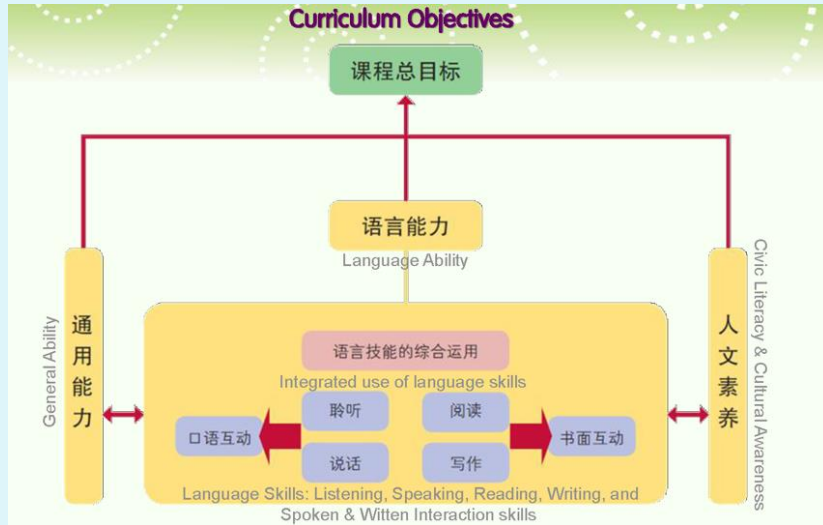 Curriculum Objectives
课程总目标
语言能力
Language Ability
通用能力
General Ability
人文素养
Civic Literacy & Cultural Awareness
语言技能的综合运用
Integrated use of language skills
聆听
阅读
口语互动
书面互动
说话
写作
Language Skills: Listening, Speaking, Reading, Writing, and
Spoken & Witten Interaction skills